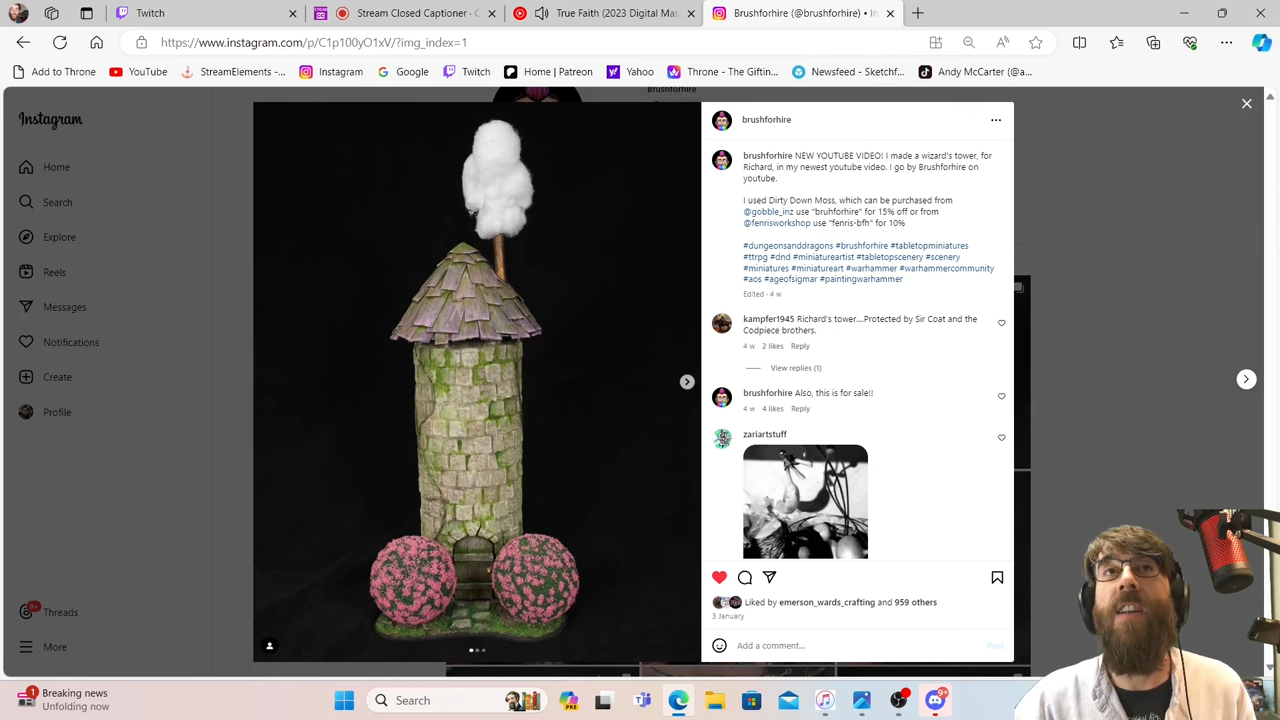 Twitch
Stream Closed Captioner - C
True Faith (2023 Digital Mas
Brushforhire (@brushforhire) • In
https://www.instagram.com/p/C1p100yO1xV/?img_index=1
Add to Throne
YouTube
StreamElements -...
Instagram
Google
Twitch
Home | Patreon
Yahoo
Throne - The Giftin...
Newsfeed - Sketchf...
Andy McCarter (@a...
Brushforhire
Instagram
Home
Search
Explore
Reels
Messages
Notifications
Create
Profile
9+
Threads
ore
brushforhire
brushforhire NEW YOUTUBE VIDEO! I made a wizard's tower, for
Richard, in my newest youtube video. I go by Brushforhire on
youtube.
I used Dirty Down Moss, which can be purchased from
@gobble_inz use "bruhforhire" for 15% off or from
@fenrisworkshop use "fenris-bfh" for 10%
#dungeonsanddragons #brushforhire #tabletopminiatures
#ttrpg #dnd #miniatureartist #tabletopscenery #scenery
#miniatures #miniatureart #warhammer #warhammercommunity
#aos #ageofsigmar #paintingwarhammer
Edited · 4 w
kampfer1945 Richard's tower....Protected by Sir Coat and the
Codpiece brothers.
4 w 2 likes Reply
View replies (1)
brushforhire Also, this is for sale!!
4 w 4 likes Reply
zariartstuff
Liked by emerson_wards_crafting and 959 others
3 January
Add a comment...
Post
1
Breaking news
Unfolding now
Search
9+